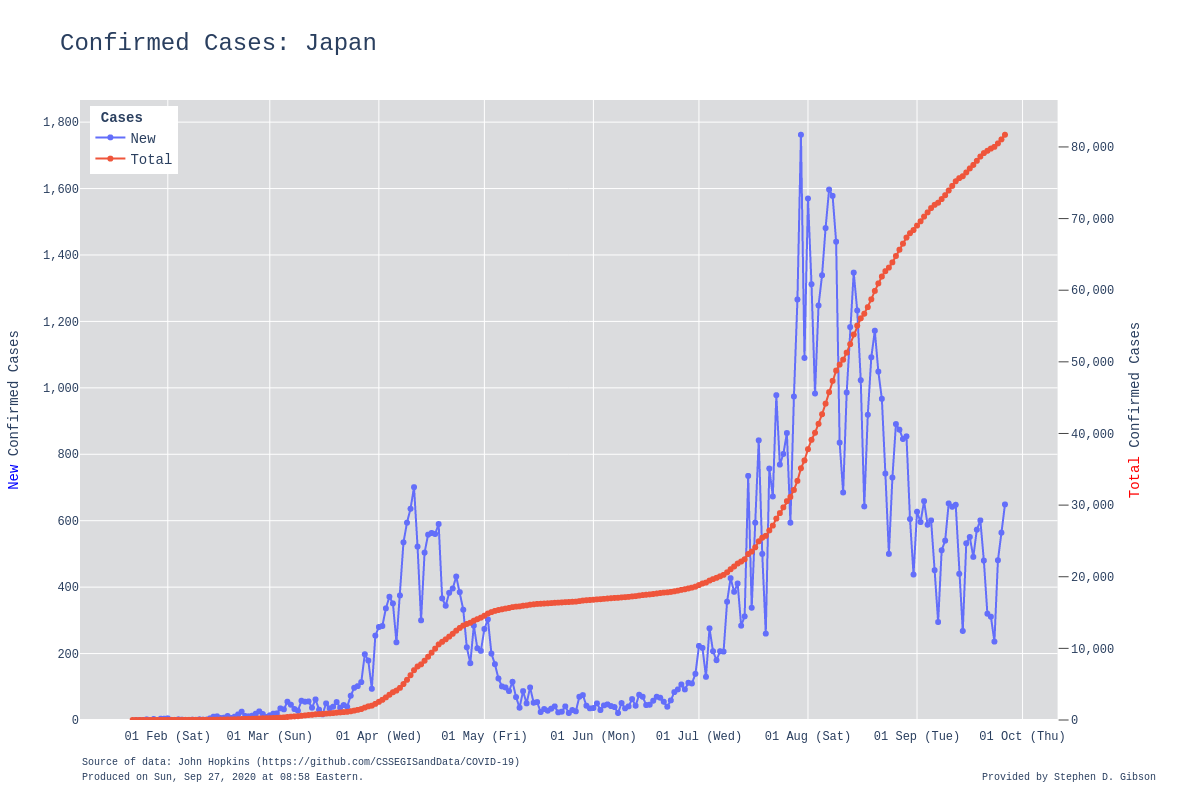 Confirmed Cases: Japan
Cases
New
Total
1,800
1,600
1,400
1,200
1,000
800
600
400
200
0
New Confirmed Cases
80,000
70,000
60,000
50,000
40,000
30,000
20,000
10,000
0
Total Confirmed Cases
01 Feb (Sat) 01 Mar (Sun) 01 Apr (Wed) 01 May (Fri) 01 Jun (Mon) 01 Jul (Wed) 01 Aug (Sat) 01 Sep (Tue) 01 Oct (Thu)
Source of data: John Hopkins (https://github.com/CSSEGISandData/COVID-19)
Produced on Sun, Sep 27, 2020 at 08:58 Eastern.
Provided by Stephen D. Gibson